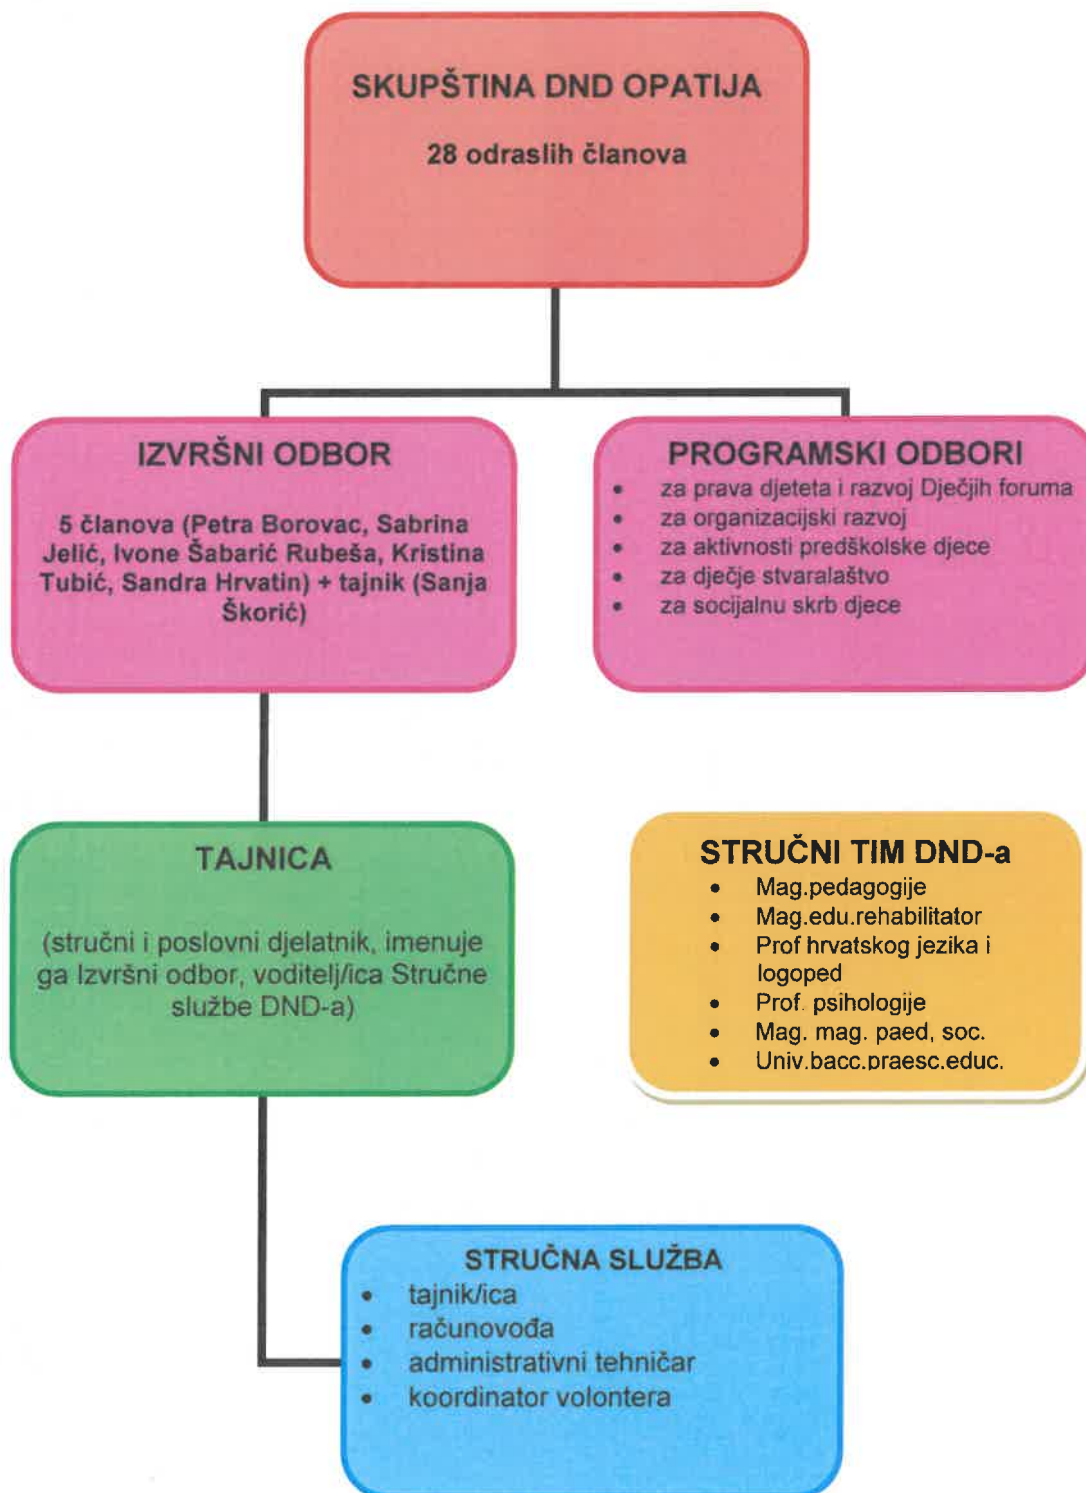 SKUPŠTINA DND OPATIJA
28 odraslih članova
IZVRŠNI ODBOR
5 članova (Petra Borovac, Sabrina
Jelić, Ivone Šabarić Rubeša, Kristina
Tubić, Sandra Hrvatin) + tajnik (Sanja
Škorić)
PROGRAMSKI ODBORI
• za prava djeteta i razvoj Dječjih foruma
• za organizacijski razvoj
• za aktivnosti predškolske djece
• za dječje stvaralaštvo
• za socijalnu skrb djece
TAJNICA
(stručni i poslovni djelatnik, imenuje
ga Izvršni odbor, voditelj/ica Stručne
službe DND-a)
STRUČNI TIM DND-a
• Mag.pedagogije
• Mag.edu.rehabilitator
• Prof hrvatskog jezika i
logoped
• Prof. psihologije
• Mag. mag. paed, soc.
• Univ.bacc.praesc.educ.
STRUČNA SLUŽBA
• tajnik/ica
• računovođa
• administrativni tehničar
• koordinator volontera